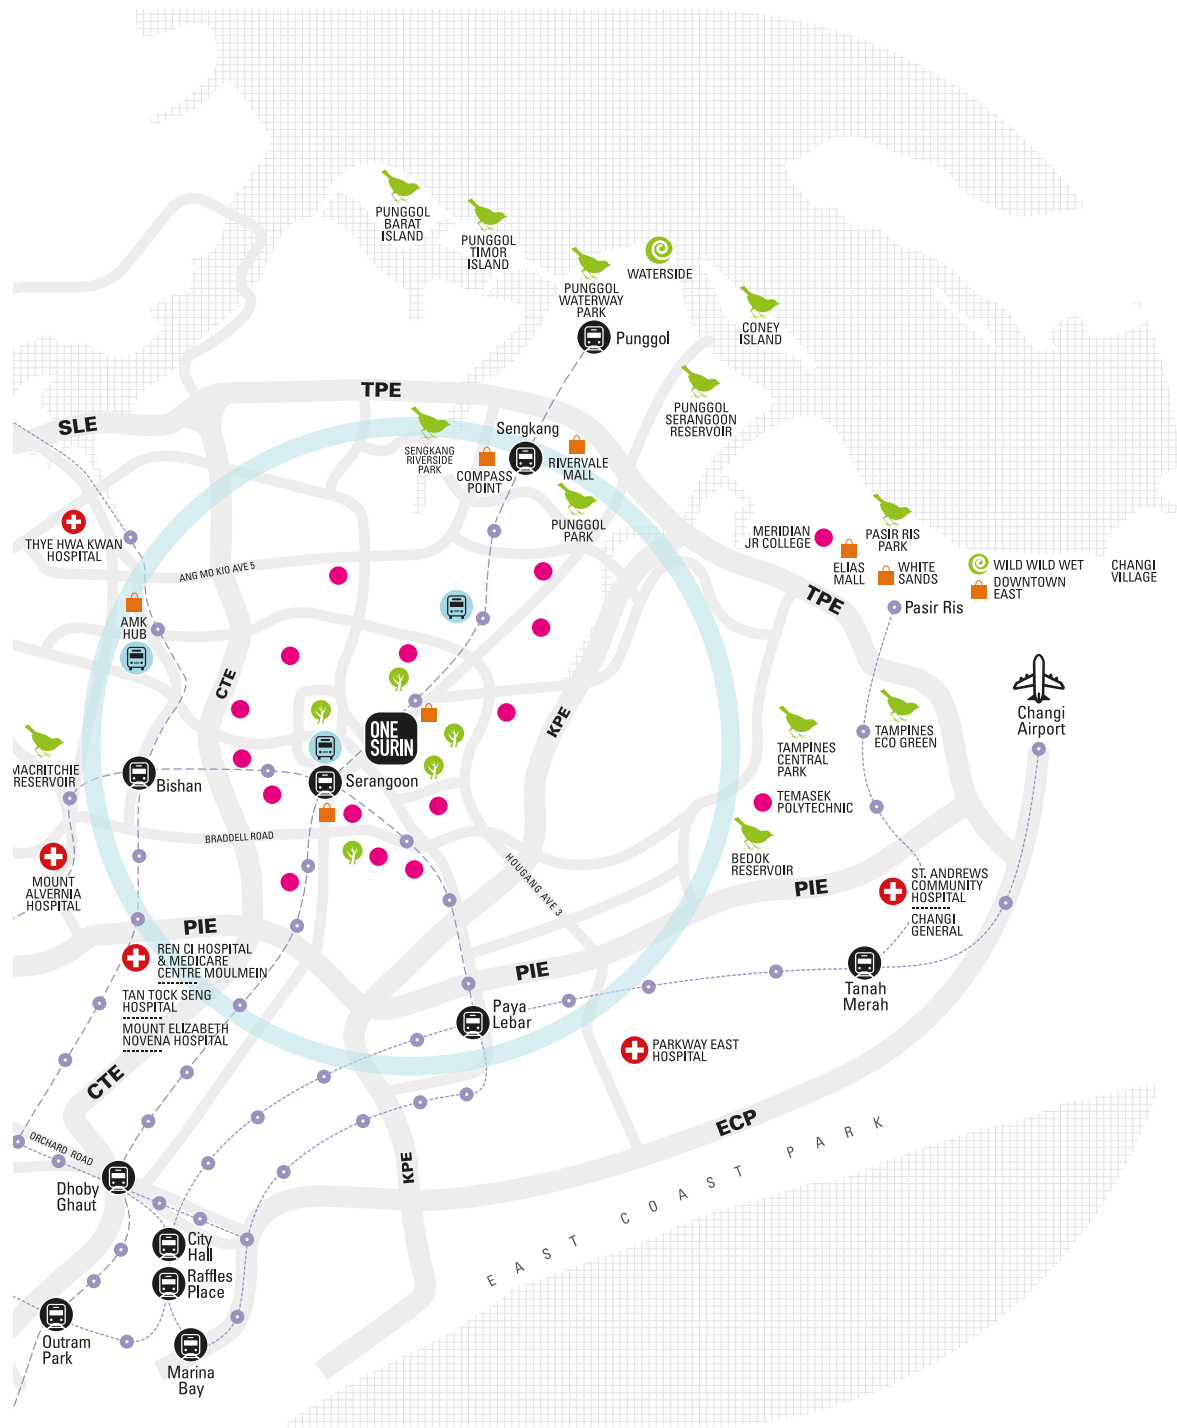 PUNGGOL
BARAT
ISLAND
PUNGGOL
TIMOR
ISLAND
PUNGGOL
WATERWAY
PARK
WATERSIDE
CONEY
ISLAND
Punggol
TPE
SLE
PUNGGOL
SERANGOON
RESERVOIR
SENGKANG
RIVERSIDE
PARK
Sengkang
COMPASS
POINT
RIVERVALE
MALL
PUNGGOL
PARK
THYE HWA KWAN
HOSPITAL
ANG MO KIO AVE 5
MERIDIAN
JR COLLEGE
PASIR RIS
PARK
ELIAS
MALL
WHITE
SANDS
WILD WILD WET
DOWNTOWN
EAST
CHANGI
VILLAGE
TPE
Pasir Ris
AMK
HUB
CTE
KPE
ONE
SURIN
Changi
Airport
TAMPINES
ECO GREEN
TAMPINES
CENTRAL
PARK
MACRITCHIE
RESERVOIR
Bishan
Serangoon
TEMASEK
POLYTECHNIC
BRADDELL ROAD
HOUGANG AVE 3
BEDOK
RESERVOIR
MOUNT
ALVERNIA
HOSPITAL
PIE
ST. ANDREWS
COMMUNITY
HOSPITAL
CHANGI
GENERAL
PIE
REN CI HOSPITAL
& MEDICARE
CENTRE MOULMEIN
TAN TOCK SENG
HOSPITAL
MOUNT ELIZABETH
NOVENA HOSPITAL
PIE
Tanah
Merah
Paya
Lebar
PARKWAY EAST
HOSPITAL
CTE
ECP
ORCHARD ROAD
KPE
EAST COAST PARK
Dhoby
Ghaut
City
Hall
Raffles
Place
Outram
Park
Marina
Bay